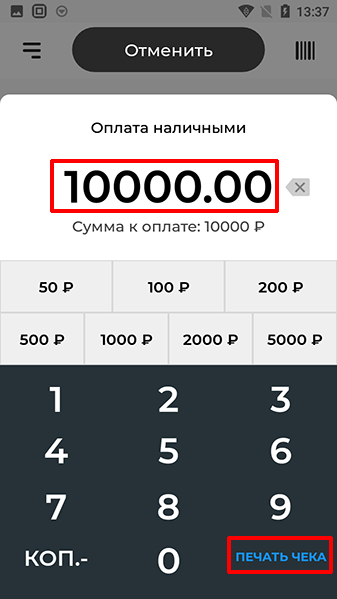 13:37
Отменить
Оплата наличными
10000.00
Сумма к оплате: 10000 ₽
50 ₽ 100 ₽ 200 ₽
500 ₽ 1000 ₽ 2000 ₽ 5000 ₽
1 2 3
4 5 6
7 8 9
КОП.- 0 ПЕЧАТЬ ЧЕКА